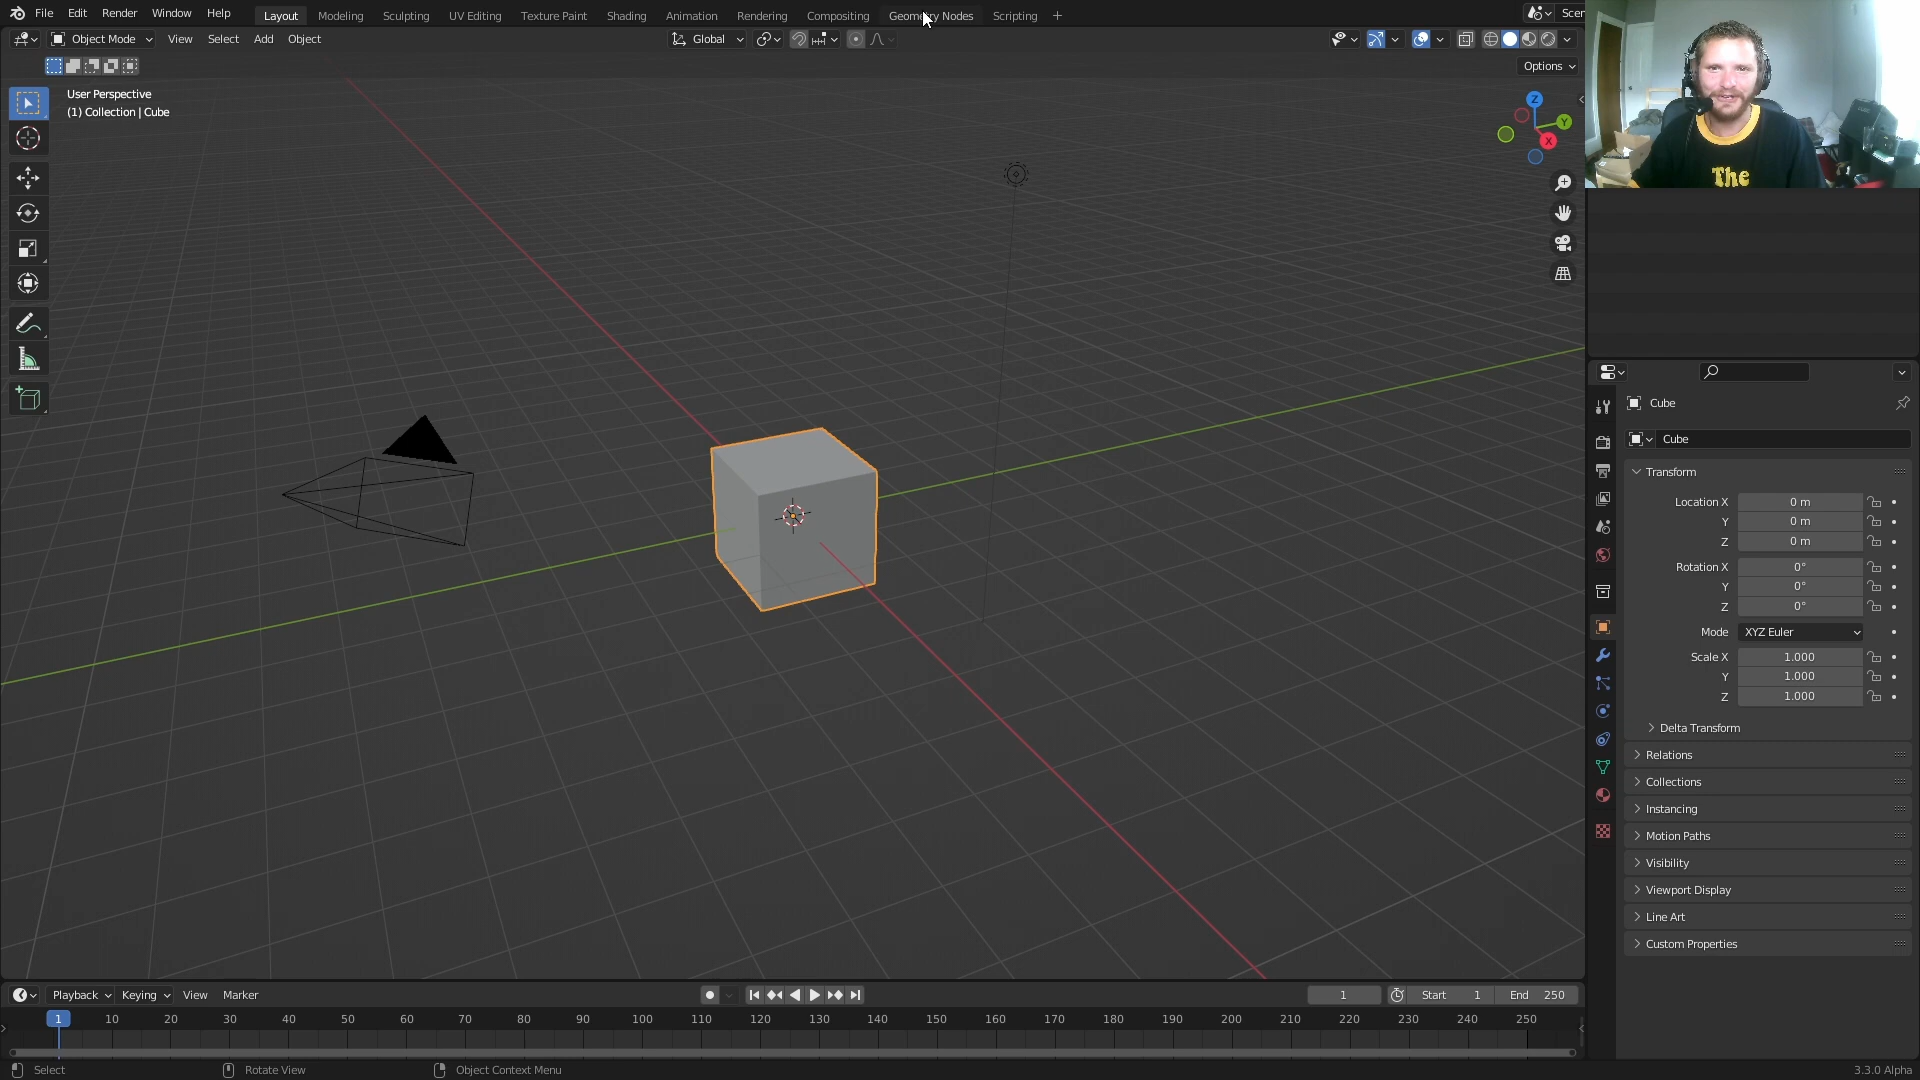 File Edit Render Window Help Layout Modeling Sculpting UV Editing Texture Paint Shading Animation Rendering Compositing Geometry Nodes Scripting + Scen
Object Mode View Select Add Object Global
Options
User Perspective
(1) Collection | Cube
Z
Y
X
The
Cube
Cube
Transform
Location X 0 m
Y 0 m
Z 0 m
Rotation X 0°
Y 0°
Z 0°
Mode XYZ Euler
Scale X 1.000
Y 1.000
Z 1.000
Delta Transform
Relations
Collections
Instancing
Motion Paths
Visibility
Viewport Display
Line Art
Custom Properties
Playback Keying View Marker 1 Start 1 End 250
1 10 20 30 40 50 60 70 80 90 100 110 120 130 140 150 160 170 180 190 200 210 220 230 240 250
Select Rotate View Object Context Menu 3.3.0 Alpha